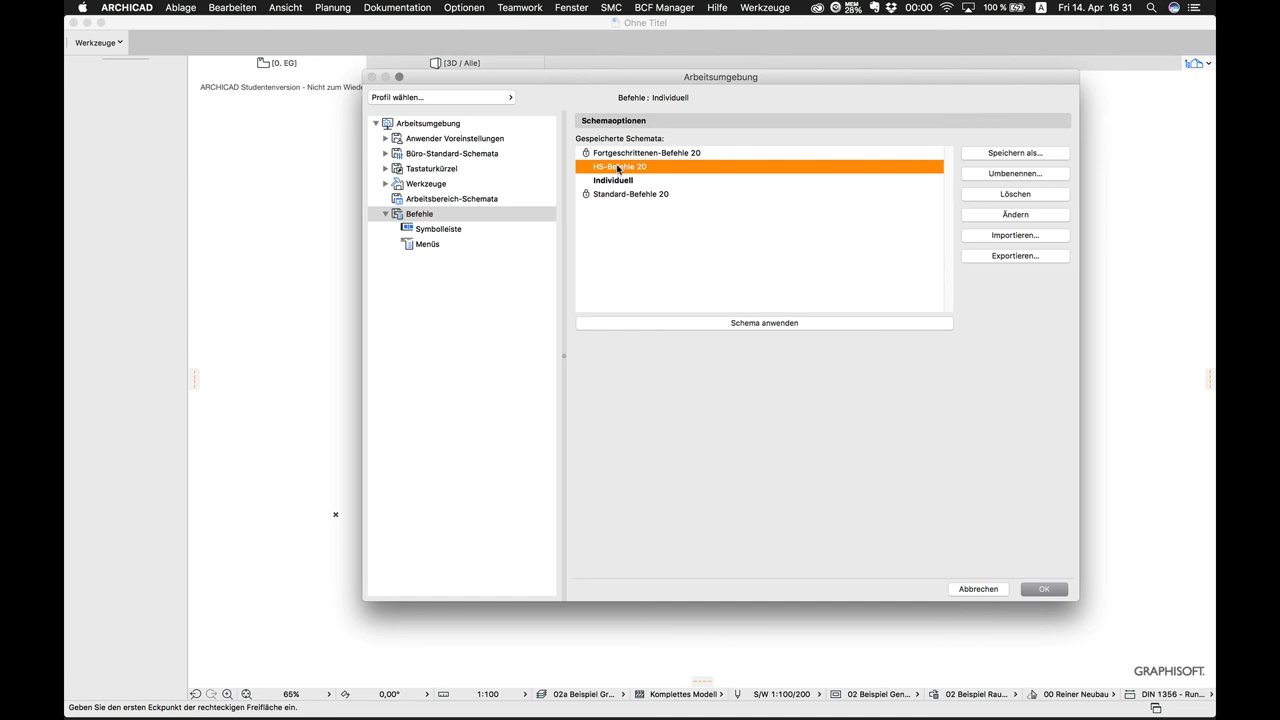 ARCHICAD Ablage Bearbeiten Ansicht Planung Dokumentation Optionen Teamwork Fenster SMC BCF Manager Hilfe Werkzeuge MEM 28% 00:00 100 % A Fr 14. Apr 16 31
Ohne Titel
Werkzeuge
[0. EG] [3D / Alle]
ARCHICAD Studentenversion - Nicht zum Wiede
Arbeitsumgebung
Profil wählen...
Befehle : Individuell
Arbeitsumgebung
Anwender Voreinstellungen
Büro-Standard-Schemata
Tastaturkürzel
Werkzeuge
Arbeitsbereich-Schemata
Befehle
Symbolleiste
Menüs
Schemaoptionen
Gespeicherte Schemata:
Fortgeschrittenen-Befehle 20
HS-Befehle 20
Individuell
Standard-Befehle 20
Speichern als...
Umbenennen...
Löschen
Ändern
Importieren...
Exportieren...
Schema anwenden
Abbrechen OK
GRAPHISOFT.
65% 0,00° 1:100 02a Beispiel Gr... Komplettes Modell S/W 1:100/200 02 Beispiel Gen... 02 Beispiel Rau... 00 Reiner Neubau DIN 1356 - Run...
Geben Sie den ersten Eckpunkt der rechteckigen Freifläche ein.